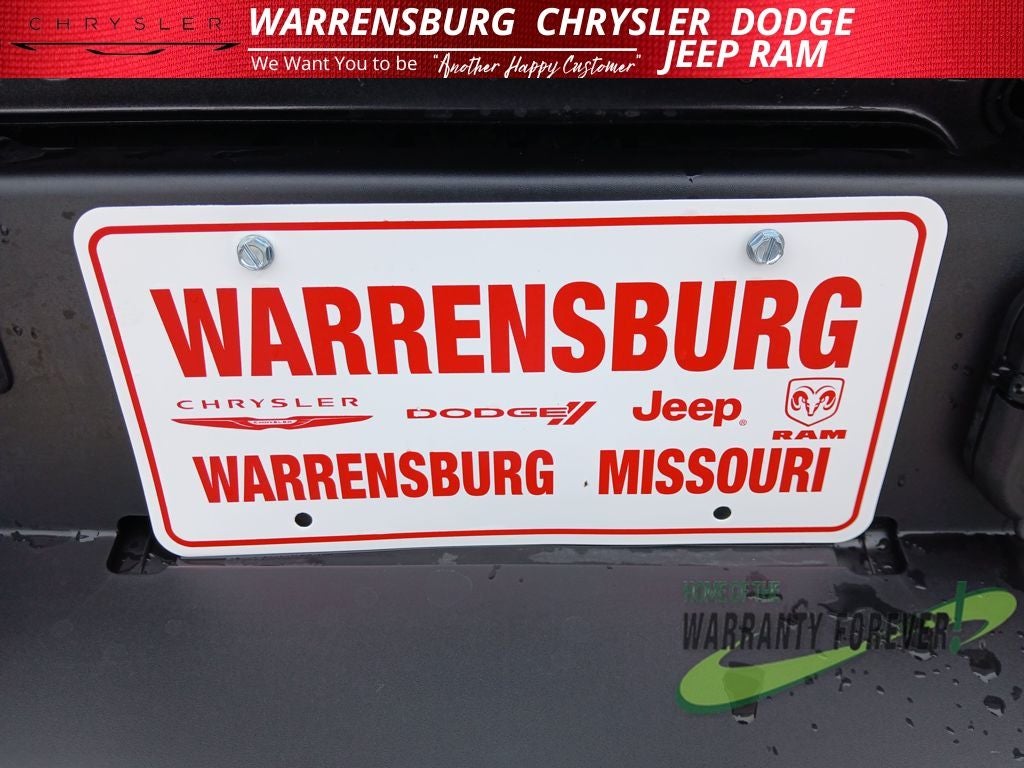 CHRYSLER
WARRENSBURG CHRYSLER DODGE
JEEP RAM
We Want You to be "Another Happy Customer"
WARRENSBURG
CHRYSLER DODGE Jeep® RAM
CHRYSLER
WARRENSBURG MISSOURI
HOME OF THE
WARRANTY FOREVER!